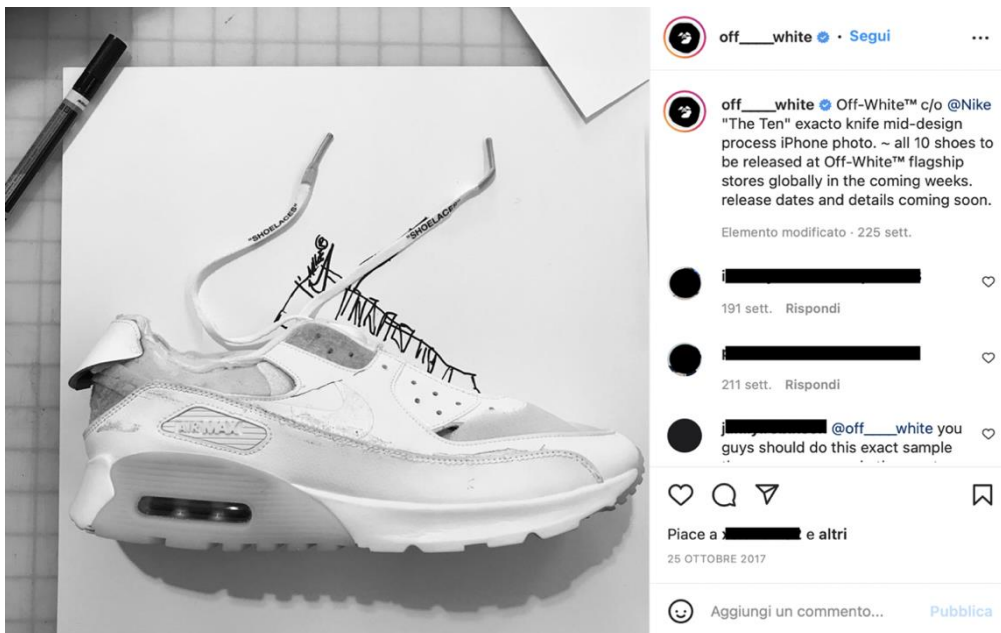 "SHOELACES"
"SHOELACES"
AIR MAX
off____white · Segui
off____white Off-White™ c/o @Nike
"The Ten" exacto knife mid-design
process iPhone photo. ~ all 10 shoes to
be released at Off-White™ flagship
stores globally in the coming weeks.
release dates and details coming soon.
Elemento modificato · 225 sett.
191 sett. Rispondi
211 sett. Rispondi
@off____white you
guys should do this exact sample
Piace a e altri
25 OTTOBRE 2017
Aggiungi un commento... Pubblica